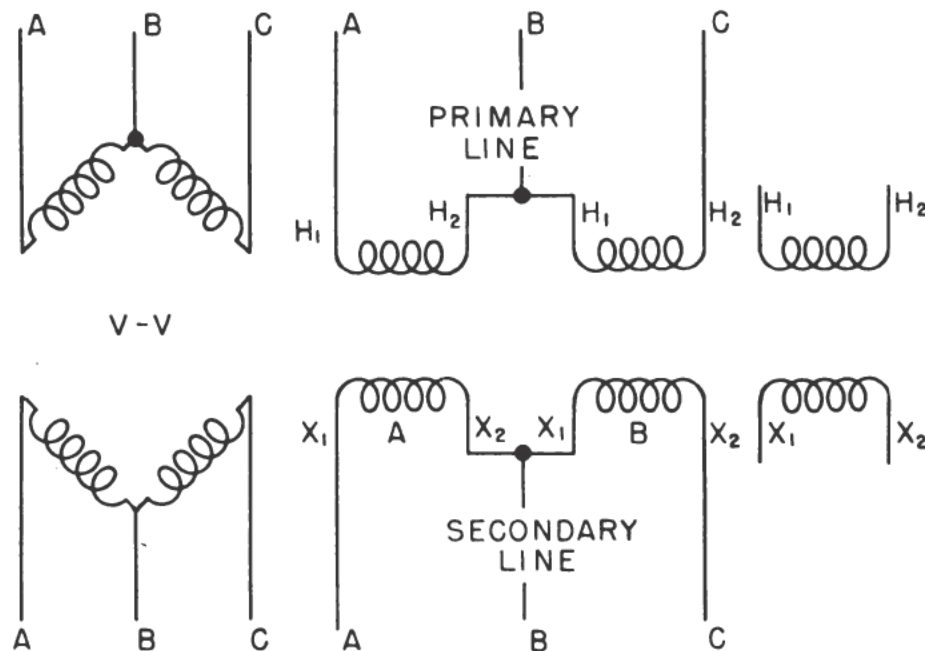 A B C A B C
PRIMARY
LINE
H₁ H₂ H₁ H₂ H₁ H₂
V-V
X₁ A X₂ X₁ B X₂ X₁ X₂
SECONDARY
LINE
A B C A B C